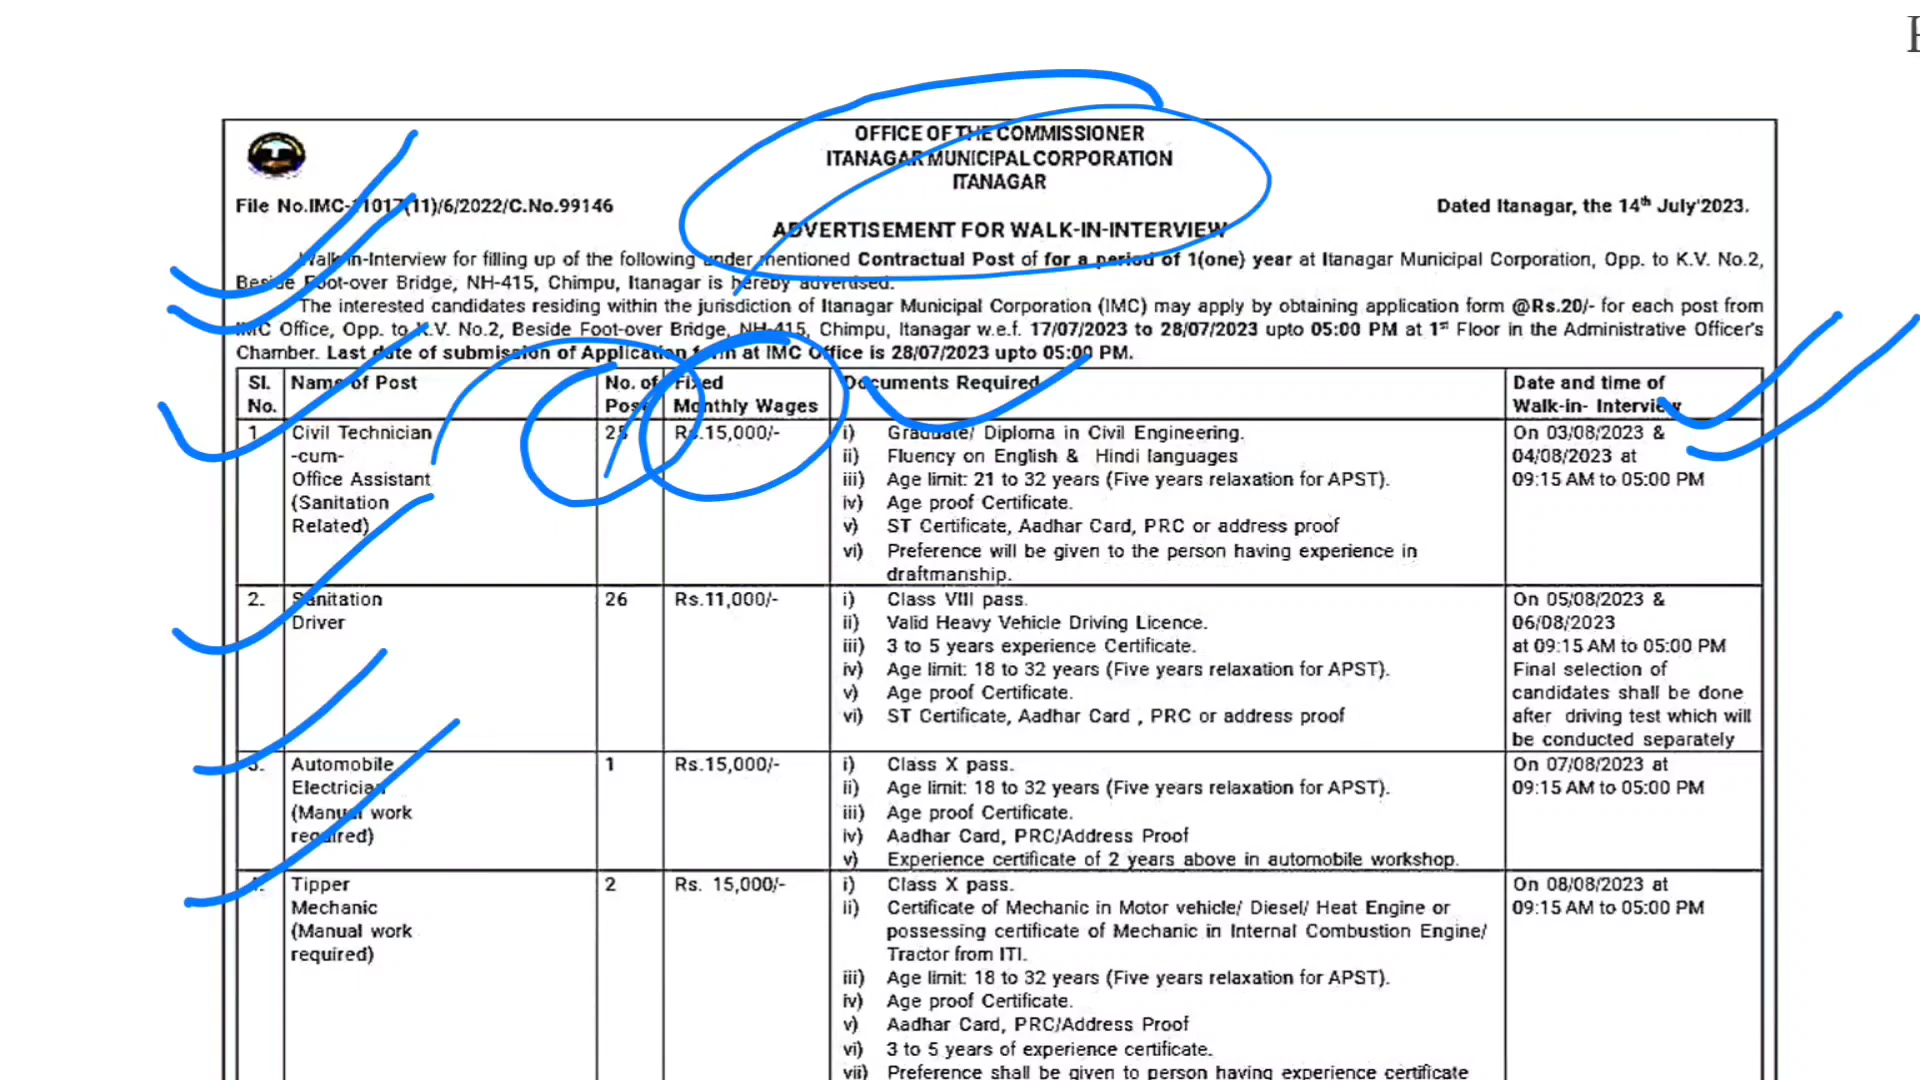 OFFICE OF THE COMMISSIONER
ITANAGAR MUNICIPAL CORPORATION
ITANAGAR
File No.IMC-11017(11)/6/2022/C.No.99146
Dated Itanagar, the 14th July'2023.
ADVERTISEMENT FOR WALK-IN-INTERVIEW
Walk-in-Interview for filling up of the following under mentioned Contractual Post of for a period of 1(one) year at Itanagar Municipal Corporation, Opp. to K.V. No.2,
Beside Foot-over Bridge, NH-415, Chimpu, Itanagar is hereby advertised.
The interested candidates residing within the jurisdiction of Itanagar Municipal Corporation (IMC) may apply by obtaining application form @Rs.20/- for each post from
IMC Office, Opp. to K.V. No.2, Beside Foot-over Bridge, NH-415, Chimpu, Itanagar w.e.f. 17/07/2023 to 28/07/2023 upto 05:00 PM at 1st Floor in the Administrative Officer's
Chamber. Last date of submission of Application form at IMC Office is 28/07/2023 upto 05:00 PM.
Sl. No. Name of Post No. of Post Fixed Monthly Wages Documents Required Date and time of Walk-in- Interview
1.
Civil Technician
-cum-
Office Assistant
(Sanitation
Related)
Rs.15,000/-
i) Graduate/ Diploma in Civil Engineering.
ii) Fluency on English & Hindi languages
iii) Age limit: 21 to 32 years (Five years relaxation for APST).
iv) Age proof Certificate.
v) ST Certificate, Aadhar Card, PRC or address proof
vi) Preference will be given to the person having experience in
draftmanship.
On 03/08/2023 &
04/08/2023 at
09:15 AM to 05:00 PM
2.
Sanitation
Driver
26
Rs.11,000/-
i) Class VIII pass.
ii) Valid Heavy Vehicle Driving Licence.
iii) 3 to 5 years experience Certificate.
iv) Age limit: 18 to 32 years (Five years relaxation for APST).
v) Age proof Certificate.
vi) ST Certificate, Aadhar Card , PRC or address proof
On 05/08/2023 &
06/08/2023
at 09:15 AM to 05:00 PM
Final selection of
candidates shall be done
after driving test which will
be conducted separately
3.
Automobile
Electrician
(Manual work
required)
1
Rs.15,000/-
i) Class X pass.
ii) Age limit: 18 to 32 years (Five years relaxation for APST).
iii) Age proof Certificate.
iv) Aadhar Card, PRC/Address Proof
v) Experience certificate of 2 years above in automobile workshop.
On 07/08/2023 at
09:15 AM to 05:00 PM
4.
Tipper
Mechanic
(Manual work
required)
2
Rs. 15,000/-
i) Class X pass.
ii) Certificate of Mechanic in Motor vehicle/ Diesel/ Heat Engine or
possessing certificate of Mechanic in Internal Combustion Engine/
Tractor from ITI.
iii) Age limit: 18 to 32 years (Five years relaxation for APST).
iv) Age proof Certificate.
v) Aadhar Card, PRC/Address Proof
vi) 3 to 5 years of experience certificate.
vii) Preference shall be given to person having experience certificate
On 08/08/2023 at
09:15 AM to 05:00 PM